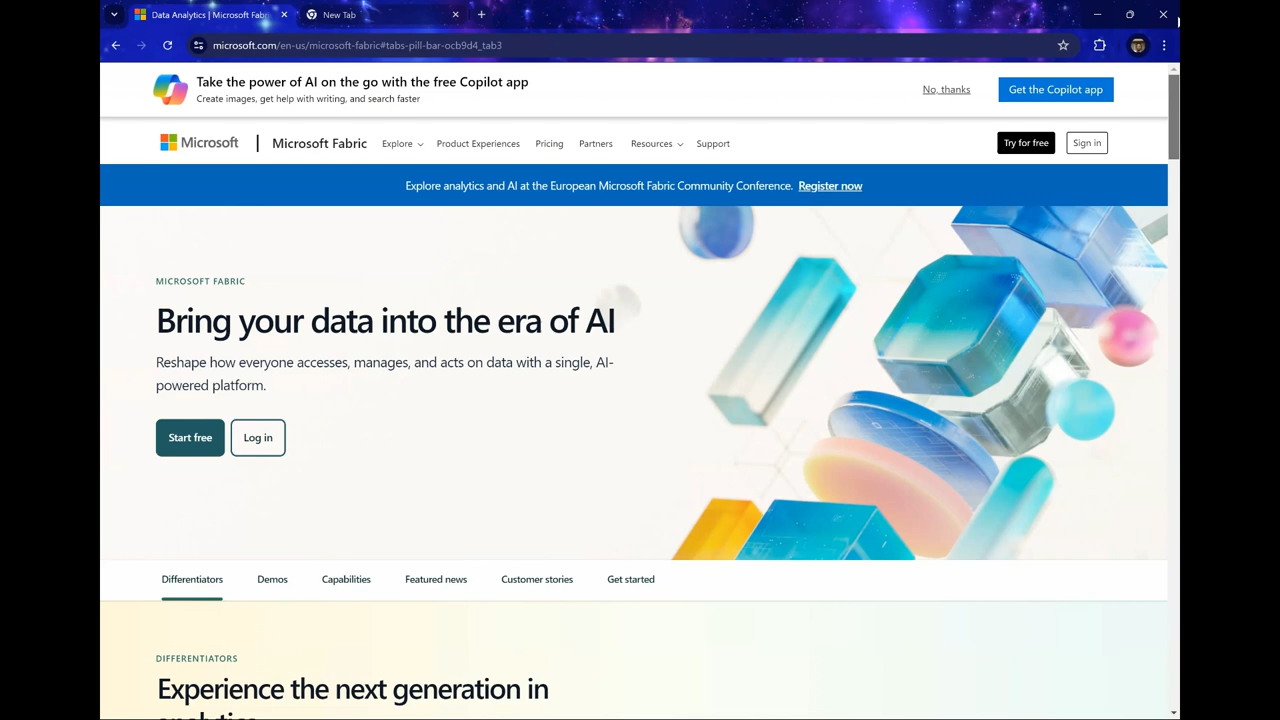 Data Analytics | Microsoft Fabr
New Tab
microsoft.com/en-us/microsoft-fabric#tabs-pill-bar-ocb9d4_tab3
Take the power of AI on the go with the free Copilot app
Create images, get help with writing, and search faster
No, thanks
Get the Copilot app
Microsoft
Microsoft Fabric
Explore
Product Experiences
Pricing
Partners
Resources
Support
Try for free
Sign in
Explore analytics and AI at the European Microsoft Fabric Community Conference. Register now
MICROSOFT FABRIC
Bring your data into the era of AI
Reshape how everyone accesses, manages, and acts on data with a single, AI-
powered platform.
Start free
Log in
Differentiators
Demos
Capabilities
Featured news
Customer stories
Get started
DIFFERENTIATORS
Experience the next generation in
analytics